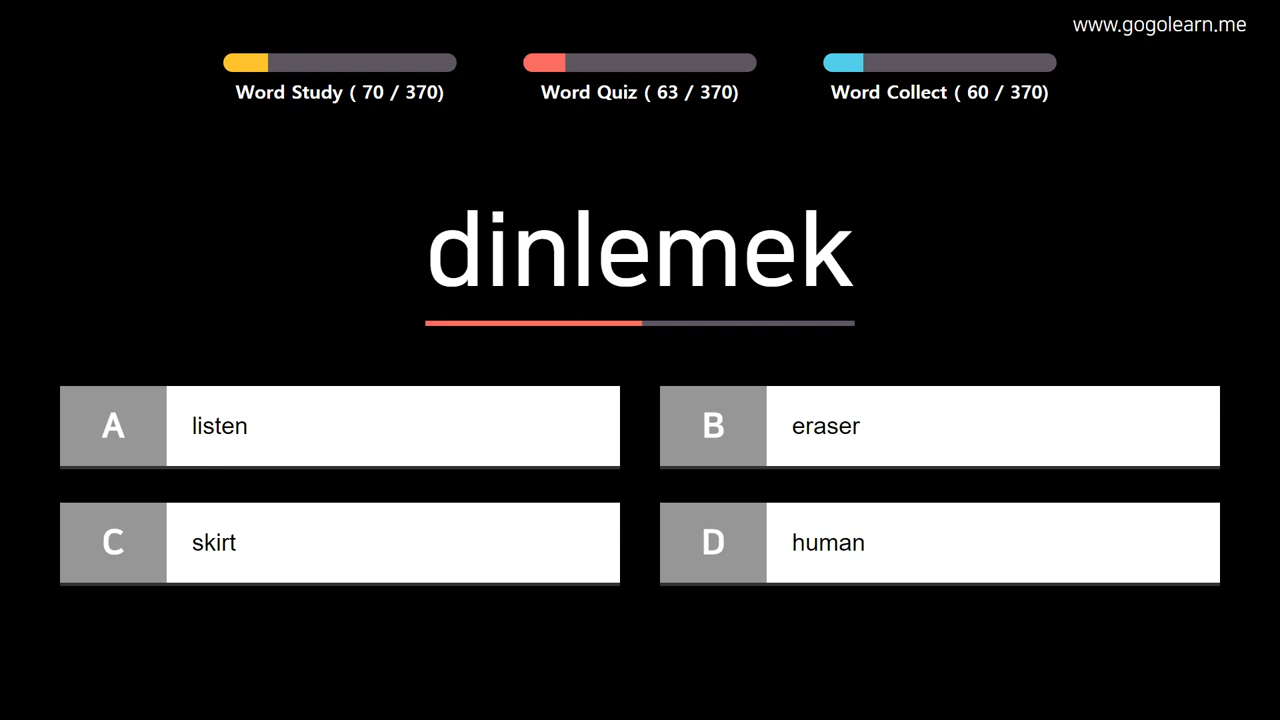 www.gogolearn.me
Word Study ( 70 / 370)
Word Quiz ( 63 / 370)
Word Collect ( 60 / 370)
dinlemek
A listen
B eraser
C skirt
D human